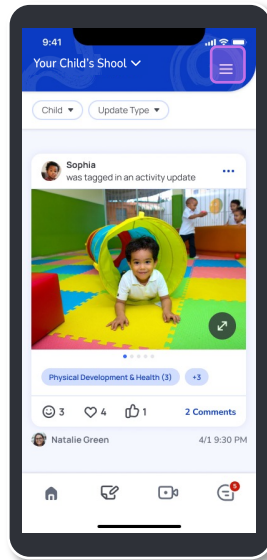 9:41
Your Child's Shool
Child
Update Type
Sophia
was tagged in an activity update
Physical Development & Health (3)
+3
3
4
1
2 Comments
Natalie Green
4/1 9:30 PM
5